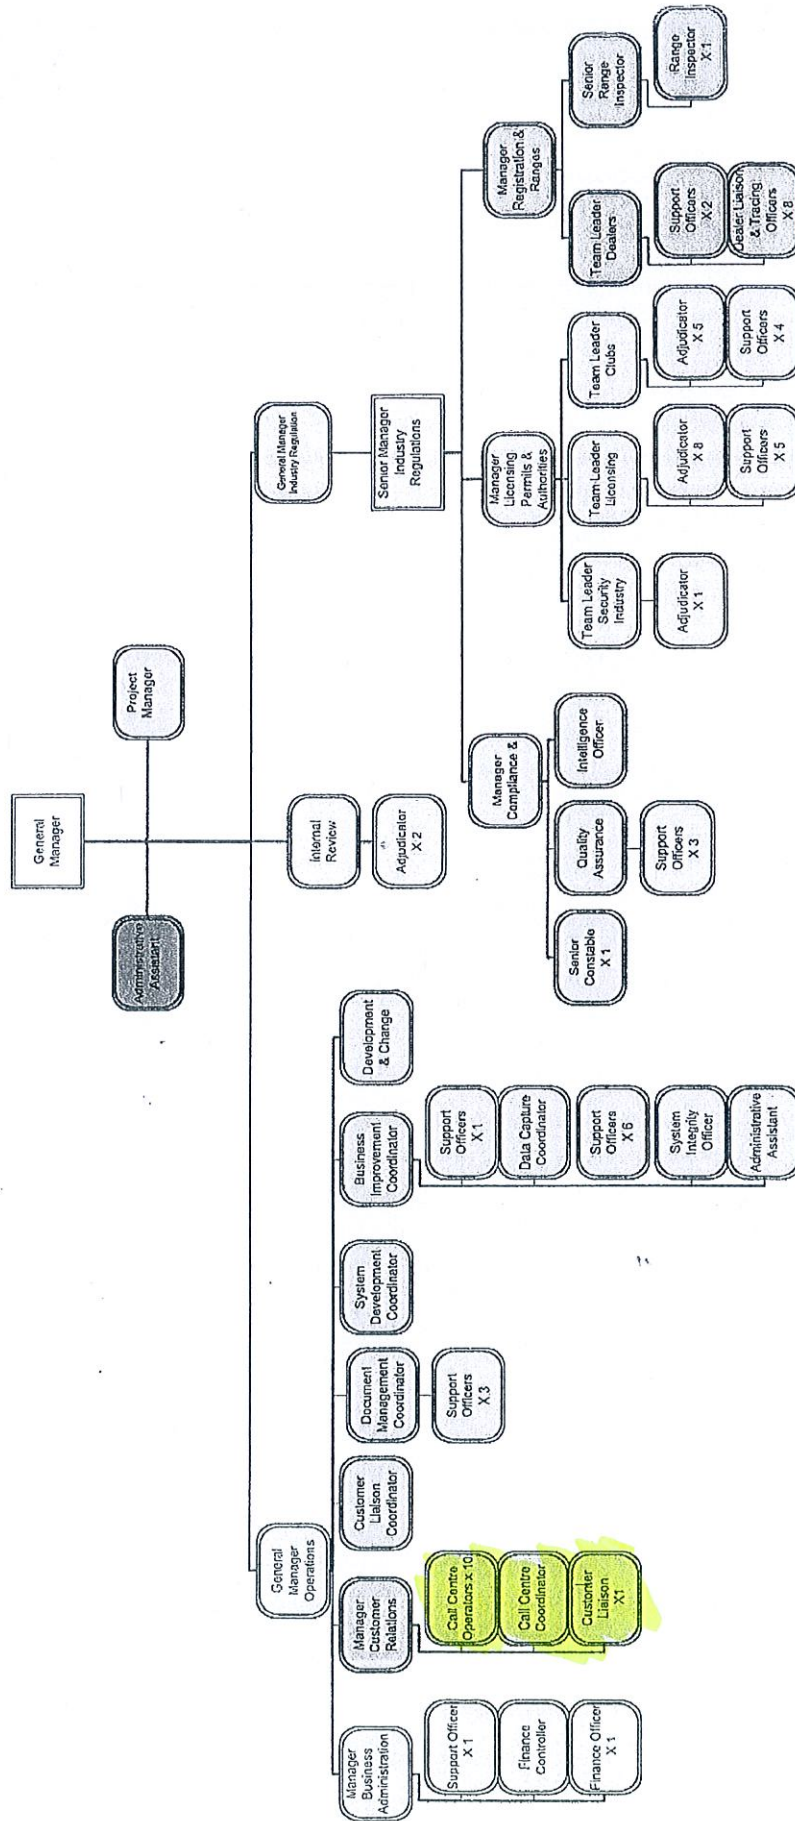 General
Manager
Administrative
Assistant
Project
Manager
General
Manager
Operations
Internal
Review
General Manager
Industry Regulation
Adjudicator
X 2
Senior Manager
Industry
Regulations
Manager
Business
Administration
Manager
Customer
Relations
Customer
Liaison
Coordinator
Document
Management
Coordinator
System
Development
Coordinator
Business
Improvement
Coordinator
Development
& Change
Support Officer
X 1
Finance
Controller
Finance Officer
X 1
Call Centre
Operators x 10
Call Centre
Coordinator
Customer
Liaison
X1
Support
Officers
X 3
Support
Officers
X 1
Data Capture
Coordinator
Support
Officers
X 6
System
Integrity
Officer
Administrative
Assistant
Manager
Compliance &
Manager
Licensing
Permits &
Authorities
Manager
Registration &
Ranges
Senior
Constable
X 1
Quality
Assurance
Intelligence
Officer
Support
Officers
X 3
Team Leader
Security
Industry
Team Leader
Licensing
Team Leader
Clubs
Adjudicator
X 1
Adjudicator
X 8
Support
Officers
X 5
Adjudicator
X 5
Support
Officers
X 4
Team Leader
Dealers
Senior
Range
Inspector
Support
Officers
X 2
Dealer Liaison
& Tracing
Officers
X 8
Range
Inspector
X 1